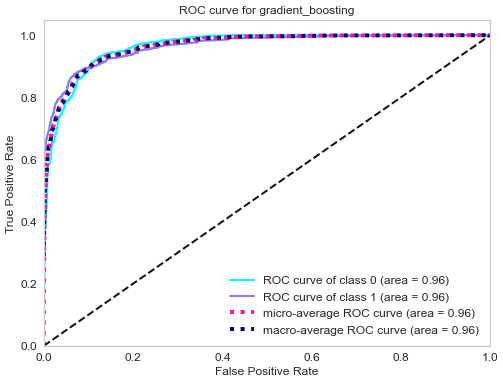 ROC curve for gradient_boosting
1.0
0.8
0.6
0.4
0.2
0.0
True Positive Rate
ROC curve of class 0 (area = 0.96)
ROC curve of class 1 (area = 0.96)
micro-average ROC curve (area = 0.96)
macro-average ROC curve (area = 0.96)
0.0 0.2 0.4 0.6 0.8 1.0
False Positive Rate